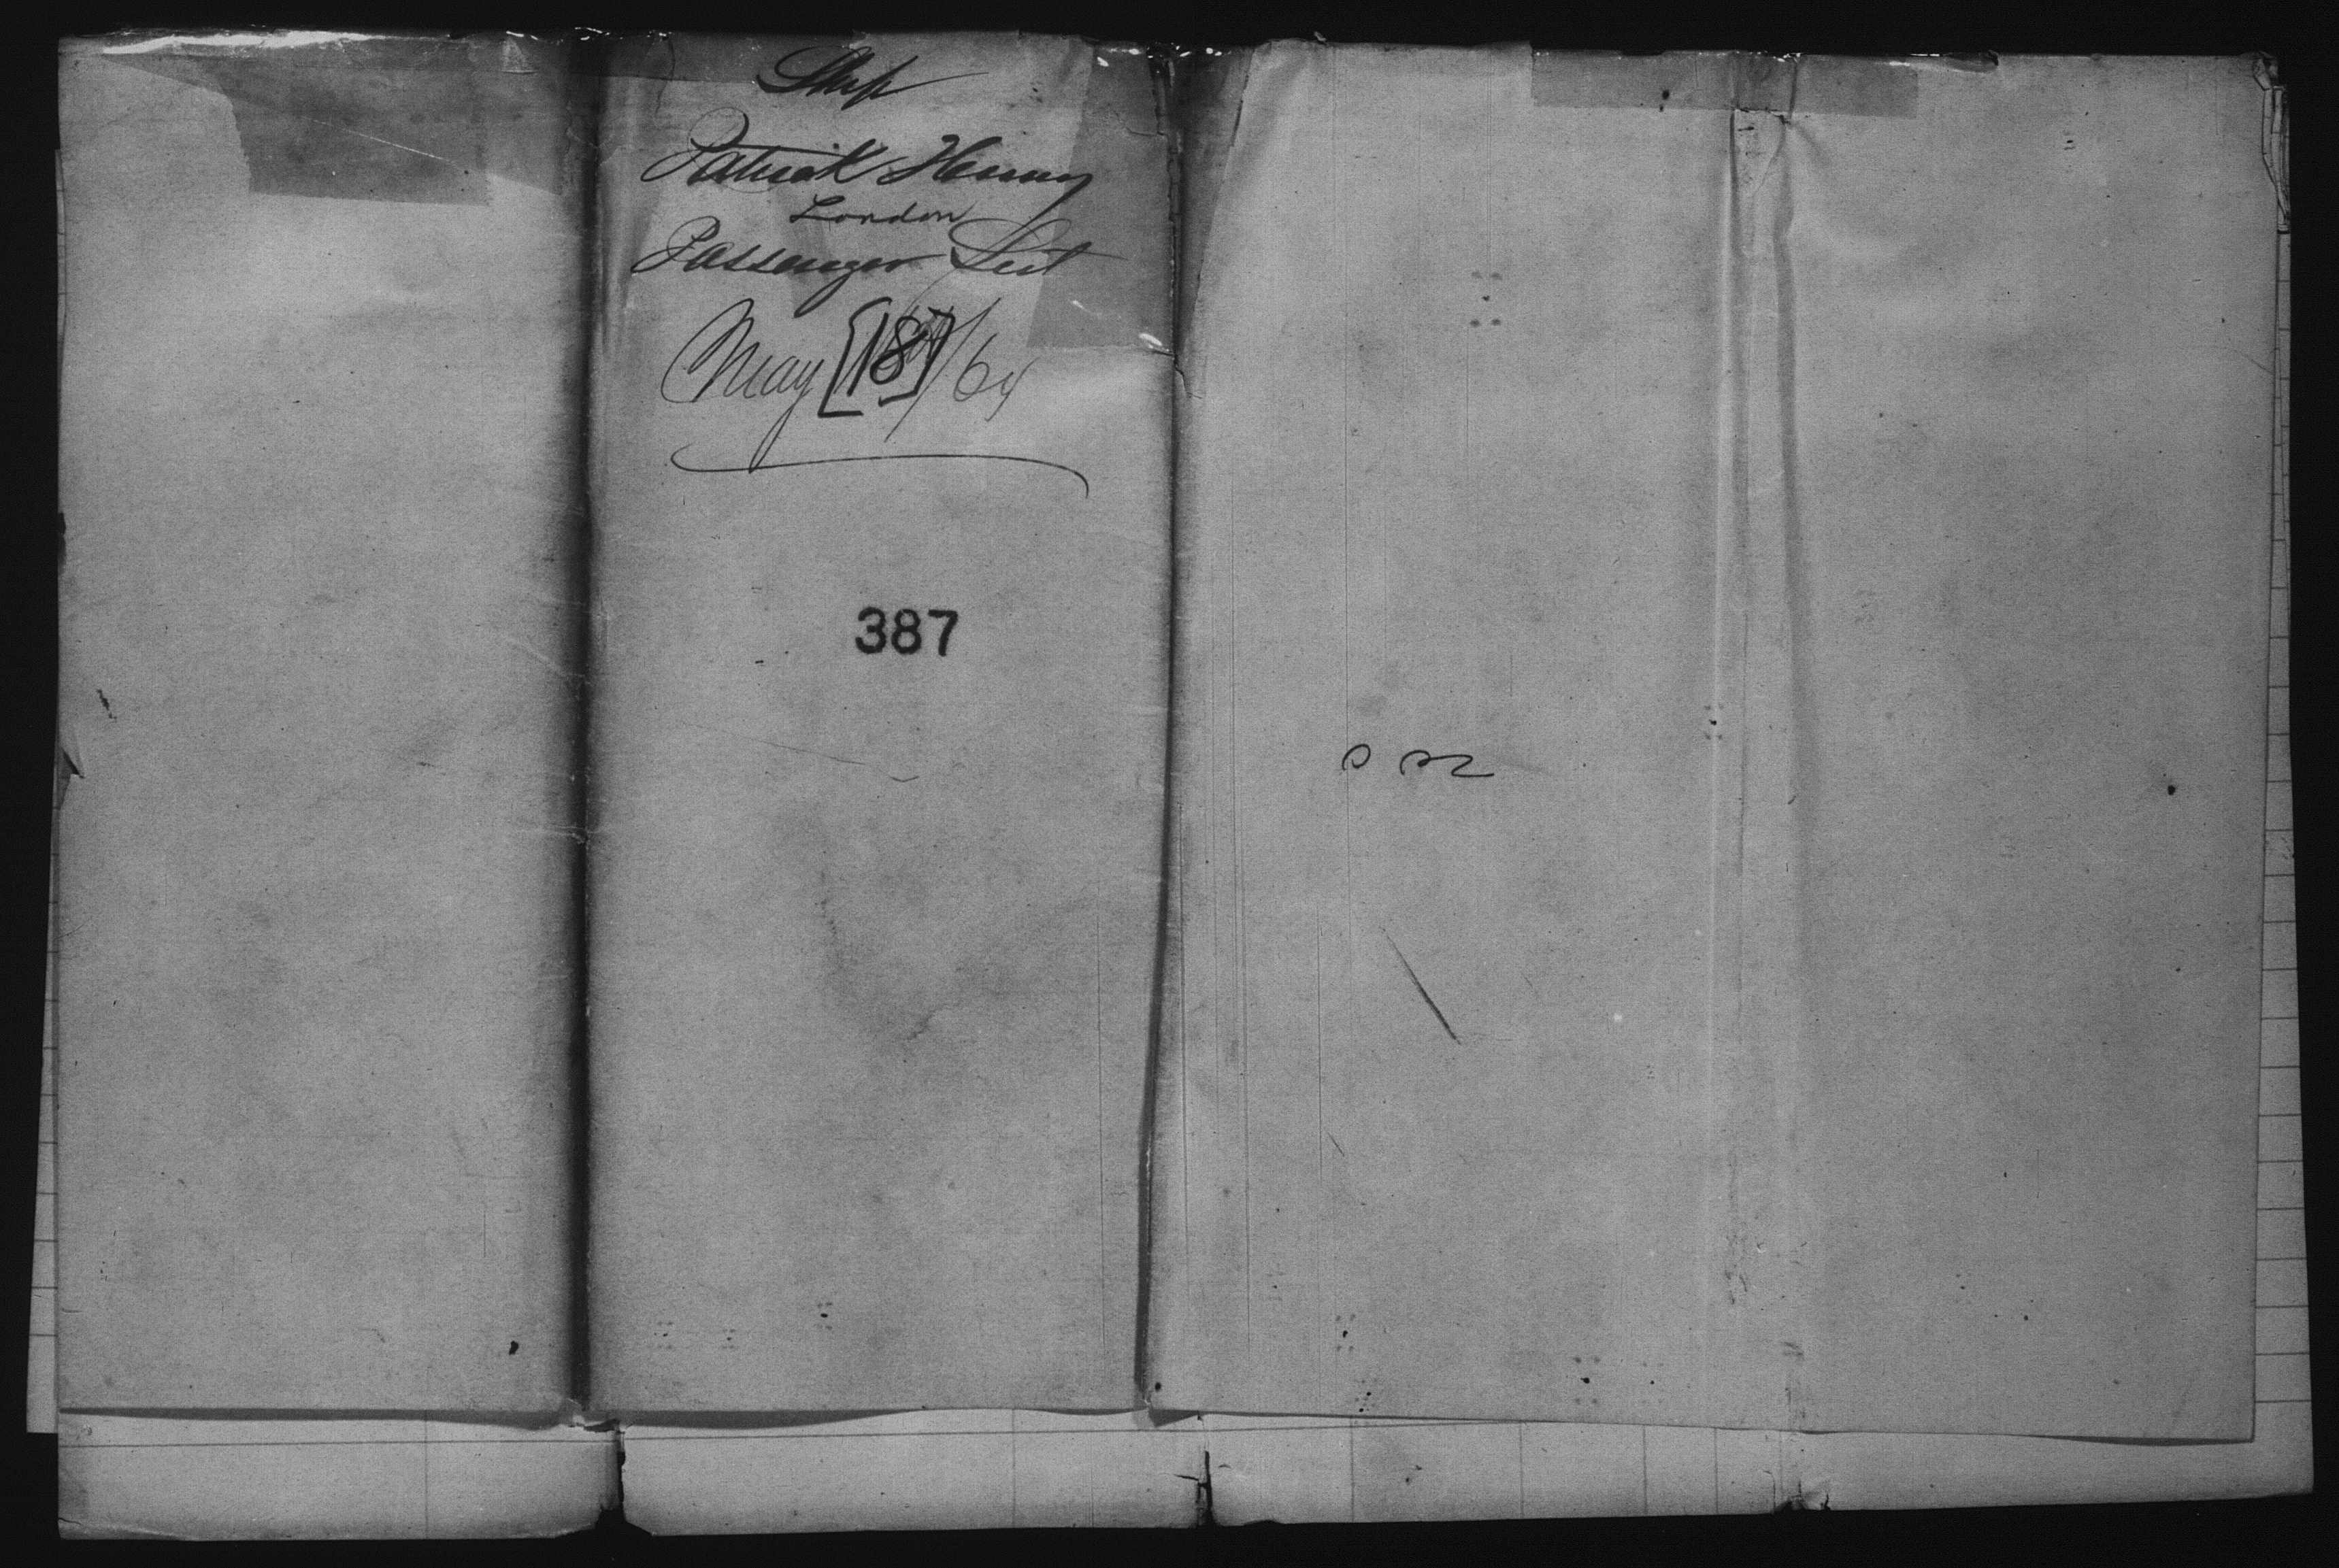 Ship
Patrick Henry
London
Passenger List
May [18]/64
387